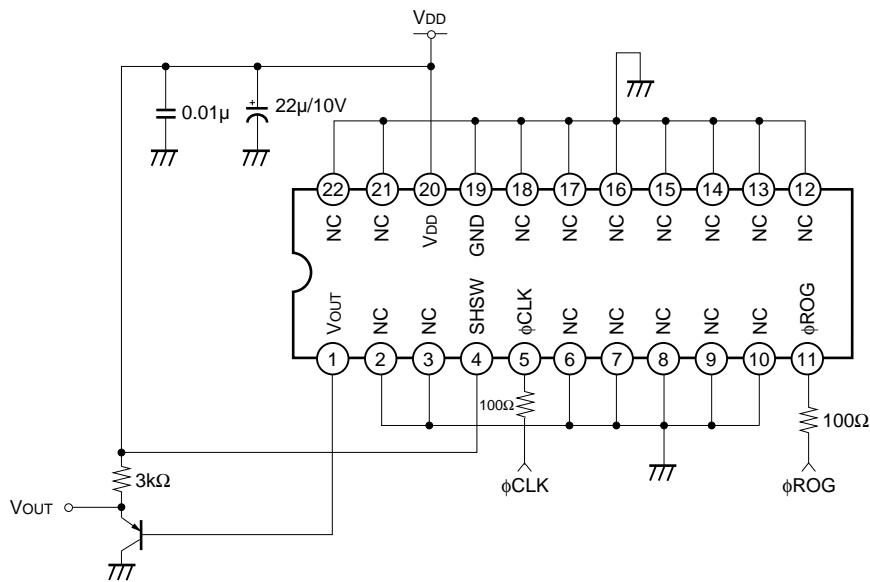 VDD
0.01μ
+
22μ/10V
22 21 20 19 18 17 16 15 14 13 12
NC NC VDD GND NC NC NC NC NC NC NC
VOUT NC NC SHSW ϕCLK NC NC NC NC NC ϕROG
1 2 3 4 5 6 7 8 9 10 11
100Ω
100Ω
3kΩ
ϕCLK
ϕROG
VOUT